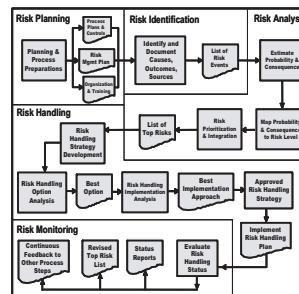 Risk Planning
Process
Plans &
Controls
Planning &
Process
Preparations
Risk
Mgmt Plan
Organization
& Training
Risk Identification
Identify and
Document
Causes,
Outcomes,
Sources
List of
Risk
Events
Risk Analysis
Estimate
Probability &
Consequence
Map Probability
& Consequence
to Risk Level
Risk
Prioritization
& Integration
List of
Top Risks
Risk Handling
Risk
Handling
Strategy
Development
Risk Handling
Option
Analysis
Best
Option
Risk Handling
Implementation
Analysis
Best
Implementation
Approach
Approved
Risk Handling
Strategy
Implement
Risk Handling
Plan
Risk Monitoring
Evaluate
Risk
Handling
Status
Status
Reports
Revised
Top Risk
List
Continuous
Feedback to
Other Process
Steps